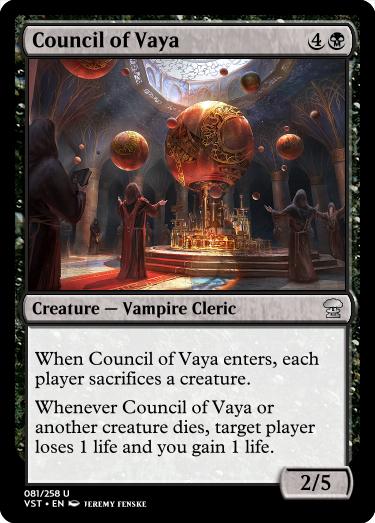 Council of Vaya 4
Creature — Vampire Cleric
When Council of Vaya enters, each
player sacrifices a creature.
Whenever Council of Vaya or
another creature dies, target player
loses 1 life and you gain 1 life.
2/5
081/258 U
VST • EN JEREMY FENSKE